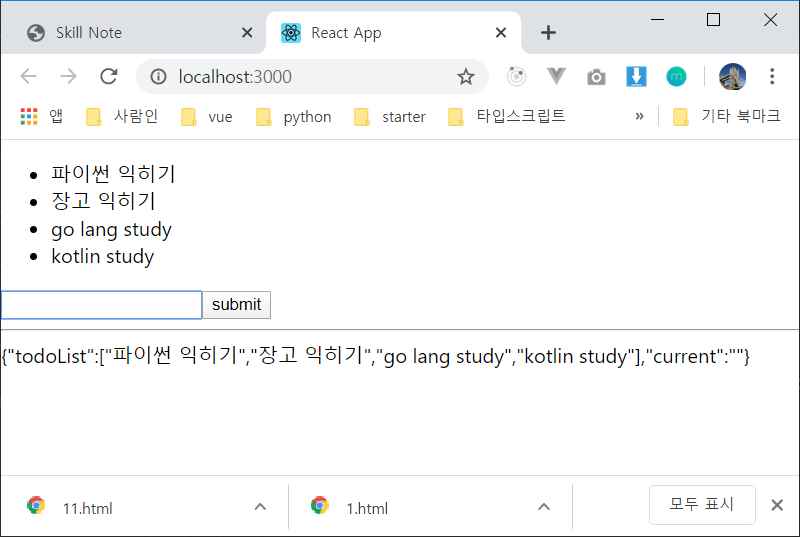 Skill Note
React App
localhost:3000
앱
사람인
vue
python
starter
타입스크립트
»
기타 북마크
파이썬 익히기
장고 익히기
go lang study
kotlin study
submit
{"todoList":["파이썬 익히기","장고 익히기","go lang study","kotlin study"],"current":""}
11.html
1.html
모두 표시